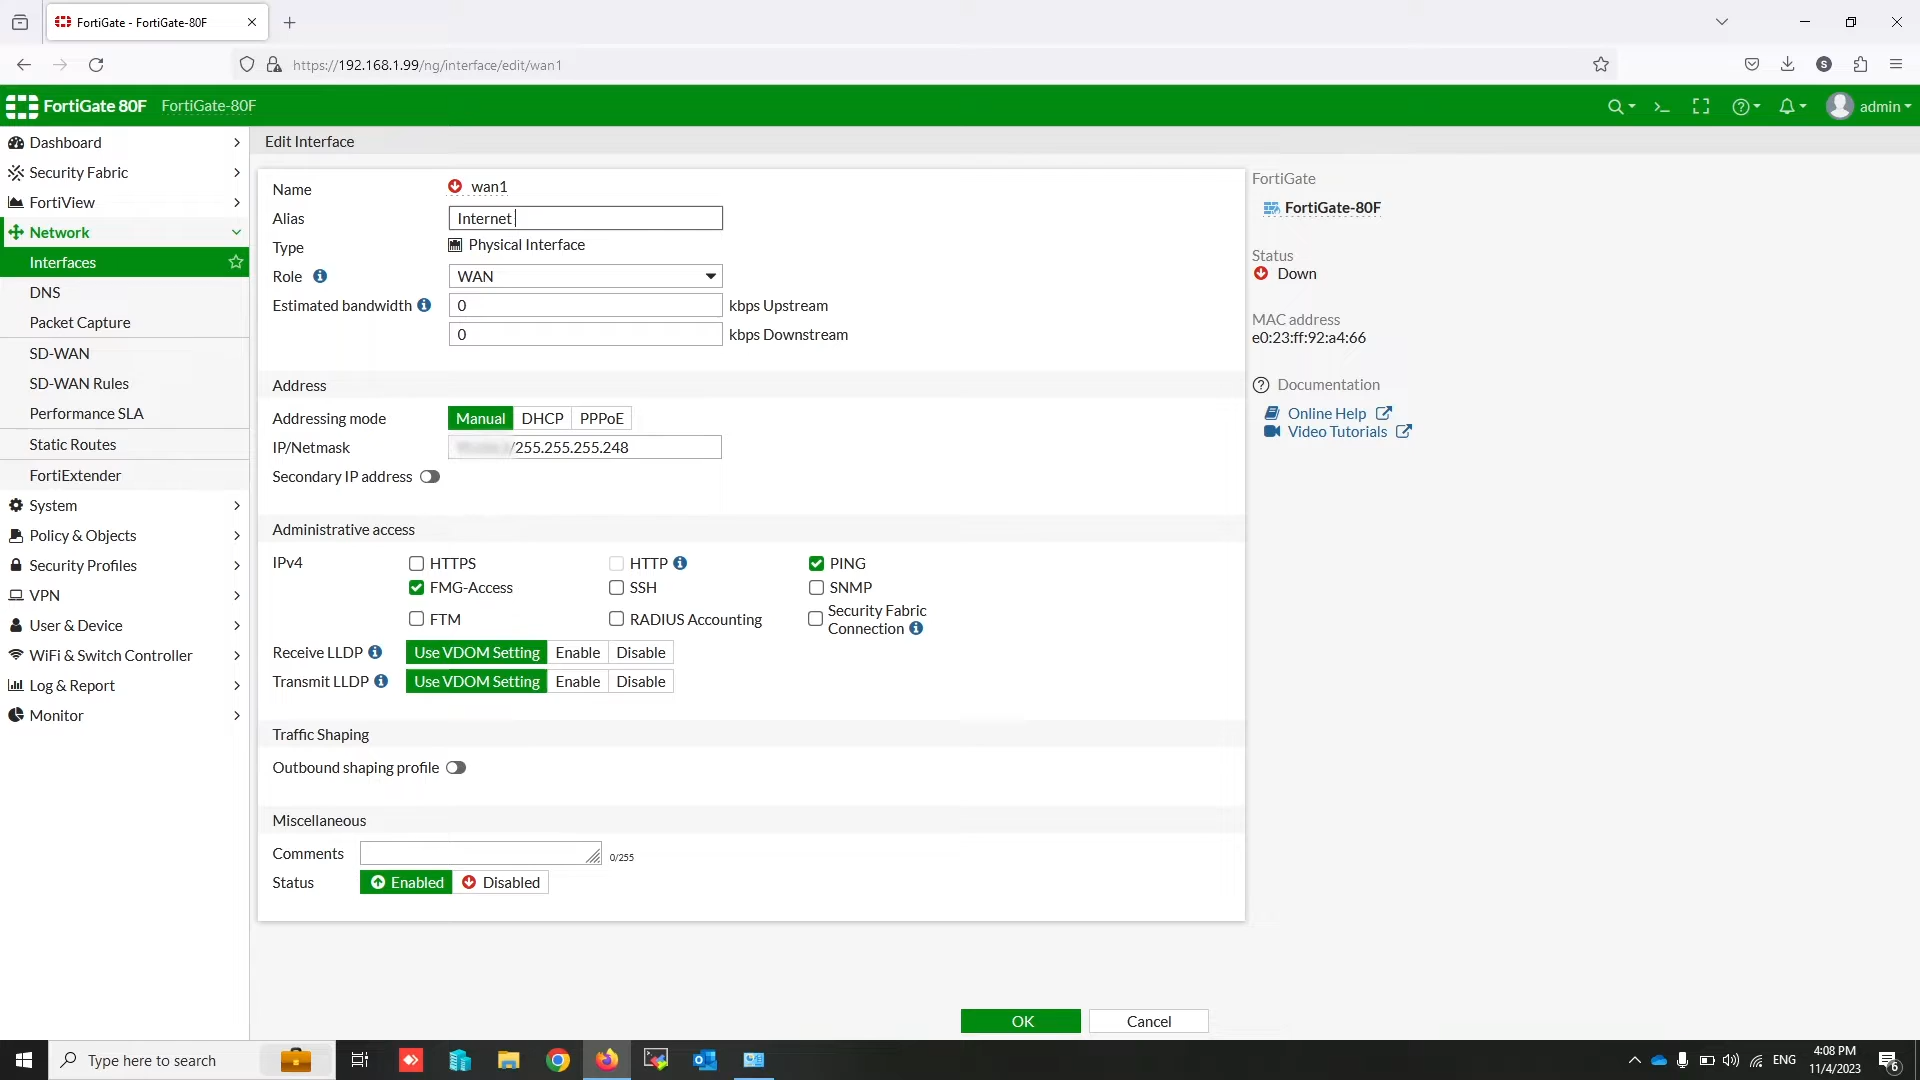 FortiGate - FortiGate-80F
https://192.168.1.99/ng/interface/edit/wan1
FortiGate 80F FortiGate-80F
admin
Dashboard
Security Fabric
FortiView
Network
Interfaces
DNS
Packet Capture
SD-WAN
SD-WAN Rules
Performance SLA
Static Routes
FortiExtender
System
Policy & Objects
Security Profiles
VPN
User & Device
WiFi & Switch Controller
Log & Report
Monitor
Edit Interface
Name wan1
Alias Internet
Type Physical Interface
Role WAN
Estimated bandwidth 0 kbps Upstream
0 kbps Downstream
Address
Addressing mode Manual DHCP PPPoE
IP/Netmask /255.255.255.248
Secondary IP address
Administrative access
IPv4 HTTPS HTTP PING
FMG-Access SSH SNMP
FTM RADIUS Accounting Security Fabric
Connection
Receive LLDP Use VDOM Setting Enable Disable
Transmit LLDP Use VDOM Setting Enable Disable
Traffic Shaping
Outbound shaping profile
Miscellaneous
Comments 0/255
Status Enabled Disabled
OK Cancel
FortiGate
FortiGate-80F
Status
Down
MAC address
e0:23:ff:92:a4:66
Documentation
Online Help
Video Tutorials
Type here to search
ENG
4:08 PM
11/4/2023
6
S